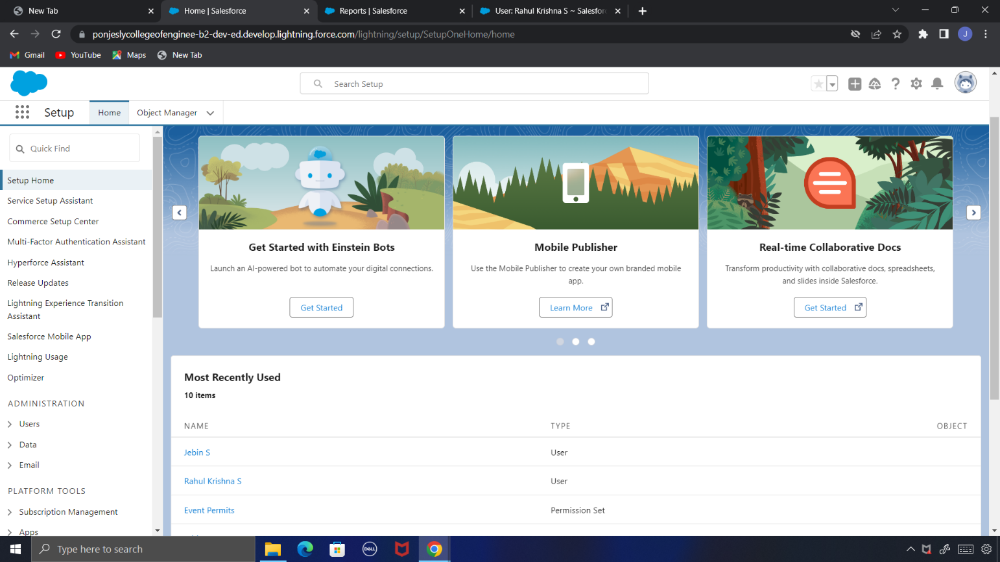 New Tab
Home | Salesforce
Reports | Salesforce
User: Rahul Krishna S ~ Salesfor
ponjeslycollegeofenginee-b2-dev-ed.develop.lightning.force.com/lightning/setup/SetupOneHome/home
J
Gmail
YouTube
Maps
New Tab
Search Setup
Setup
Home
Object Manager
Quick Find
Setup Home
Service Setup Assistant
Commerce Setup Center
Multi-Factor Authentication Assistant
Hyperforce Assistant
Release Updates
Lightning Experience Transition
Assistant
Salesforce Mobile App
Lightning Usage
Optimizer
ADMINISTRATION
Users
Data
Email
PLATFORM TOOLS
Subscription Management
Apps
Get Started with Einstein Bots
Launch an AI-powered bot to automate your digital connections.
Get Started
Mobile Publisher
Use the Mobile Publisher to create your own branded mobile
app.
Learn More
Real-time Collaborative Docs
Transform productivity with collaborative docs, spreadsheets,
and slides inside Salesforce.
Get Started
Most Recently Used
10 items
NAME TYPE OBJECT
Jebin S User
Rahul Krishna S User
Event Permits Permission Set
Type here to search
DELL